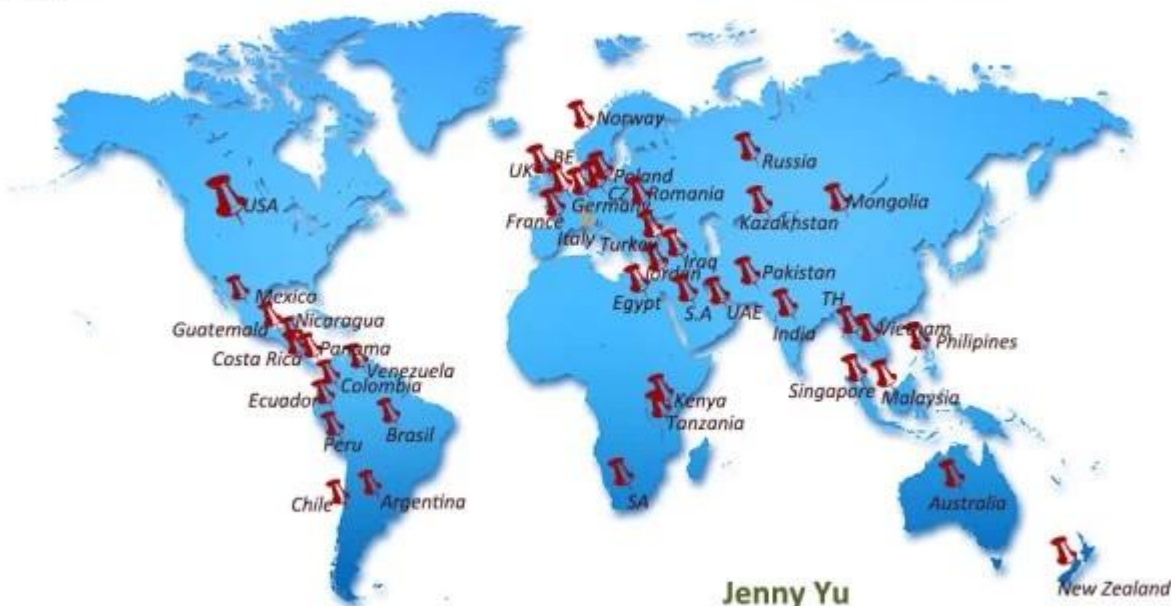 Norway
UK
BE
Poland
Russia
CZ
Romania
USA
Germany
Kazakhstan
Mongolia
France
Italy
Turkey
Iraq
Jordan
Pakistan
Mexico
Egypt
S.A
UAE
India
TH
Guatemala
Nicaragua
Vietnam
Philipines
Costa Rica
Panama
Venezuela
Singapore
Malaysia
Ecuador
Colombia
Kenya
Tanzania
Peru
Brasil
Chile
Argentina
SA
Australia
New Zealand
Jenny Yu